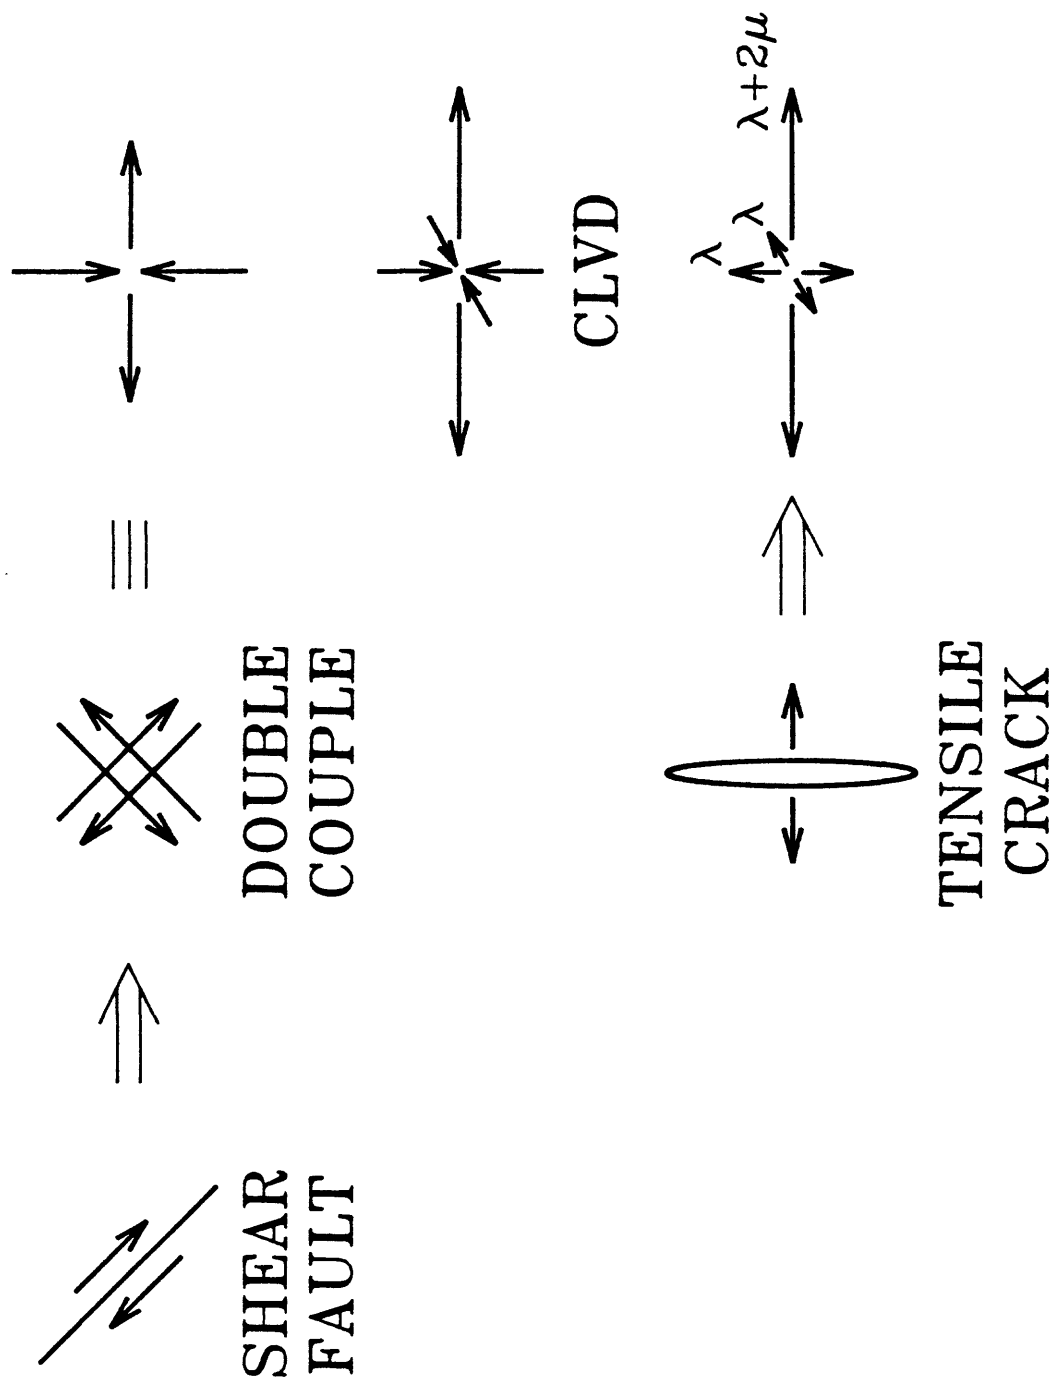 SHEAR
FAULT
DOUBLE
COUPLE
CLVD
TENSILE
CRACK
λ
λ
λ+2μ